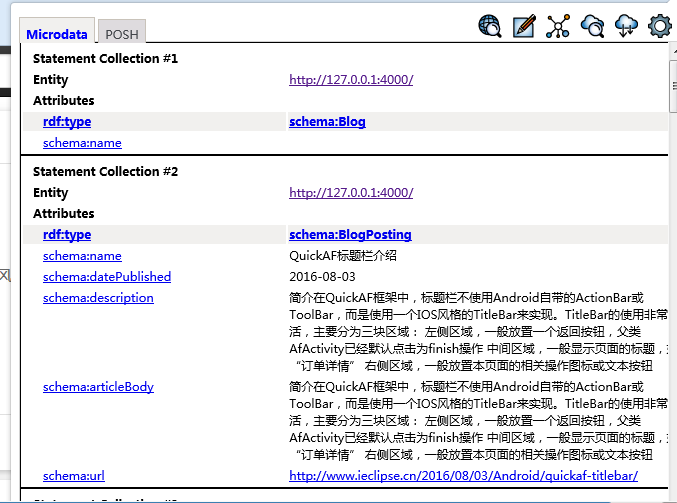 Microdata POSH
Statement Collection #1
Entity http://127.0.0.1:4000/
Attributes
rdf:type schema:Blog
schema:name
Statement Collection #2
Entity http://127.0.0.1:4000/
Attributes
rdf:type schema:BlogPosting
schema:name QuickAF标题栏介绍
schema:datePublished 2016-08-03
schema:description 简介在QuickAF框架中，标题栏不使用Android自带的ActionBar或
ToolBar，而是使用一个IOS风格的TitleBar来实现。TitleBar的使用非常
活，主要分为三块区域： 左侧区域，一般放置一个返回按钮，父类
AfActivity已经默认点击为finish操作 中间区域，一般显示页面的标题，
“订单详情” 右侧区域，一般放置本页面的相关操作图标或文本按钮
schema:articleBody 简介在QuickAF框架中，标题栏不使用Android自带的ActionBar或
ToolBar，而是使用一个IOS风格的TitleBar来实现。TitleBar的使用非常
活，主要分为三块区域： 左侧区域，一般放置一个返回按钮，父类
AfActivity已经默认点击为finish操作 中间区域，一般显示页面的标题，
“订单详情” 右侧区域，一般放置本页面的相关操作图标或文本按钮
schema:url http://www.ieclipse.cn/2016/08/03/Android/quickaf-titlebar/